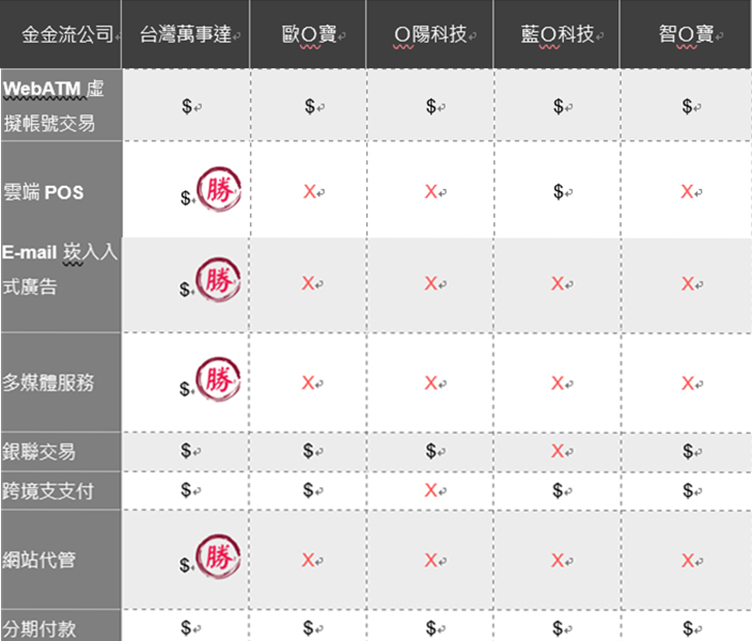 金金流公司 台灣萬事達 歐O寶 O陽科技 藍O科技 智O寶
WebATM 虛
擬帳號交易 $ $ $ $ $
雲端 POS $ 勝 X X $ X
E-mail 崁入入
式廣告 $ 勝 X X X X
多媒體服務 $ 勝 X X X X
銀聯交易 $ $ $ X $
跨境支支付 $ $ X $ $
網站代管 $ 勝 X X X X
分期付款 $ $ $ $ $